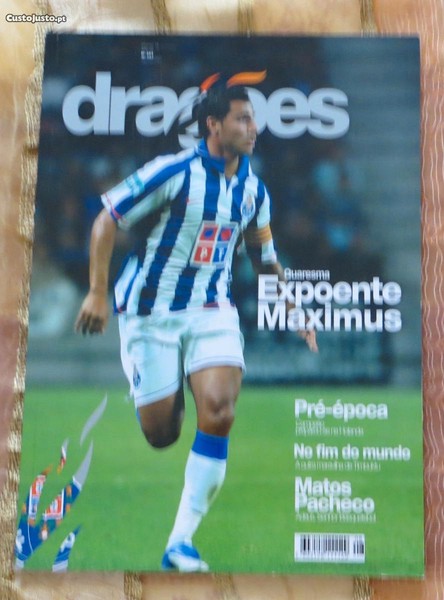 CustoJusto.pt
dragões
Quaresma
Expoente
Maximus
Pré-época
No fim do mundo
Matos
Pacheco